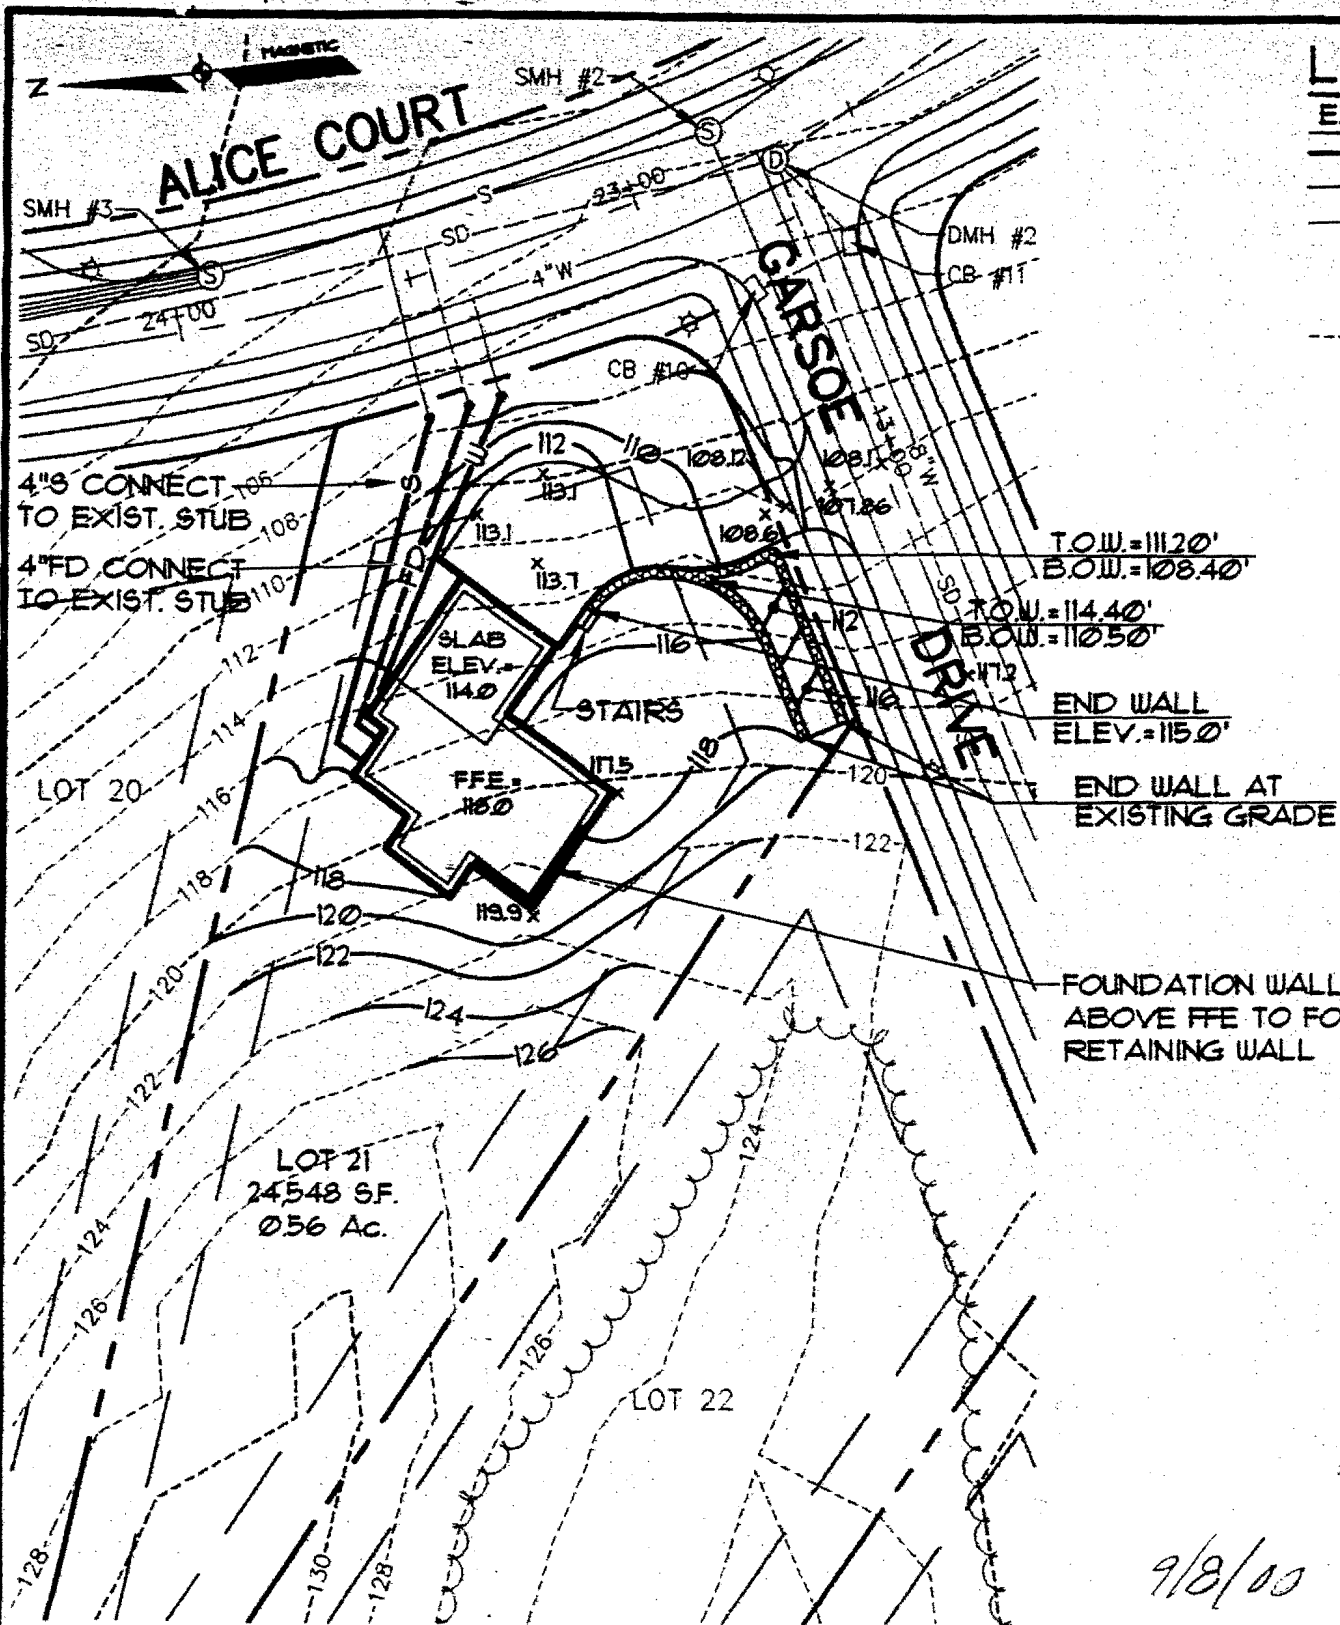 MAGNETIC
Z
ALICE COURT
SMH #2
SMH #3
S
D
S
S
SD
SD
23+00
24+00
4"W
DMH #2
CB #11
CB #10
GARSOE
DRIVE
13+00
8"W
SD
4"S CONNECT
TO EXIST. STUB
4"FD CONNECT
TO EXIST. STUB
S
FD
106
108
110
112
114
116
118
120
122
124
126
128
112
110
108.12
113.1
113.1
113.7
108.6
107.86
T.O.W.=111.20'
B.O.W.=108.40'
T.O.W.=114.40'
B.O.W.=110.50'
SLAB
ELEV.=
114.0
STAIRS
116
112
116
117.2
118
END WALL
ELEV.=115.0'
END WALL AT
EXISTING GRADE
LOT 20
FFE.=
118.0
117.5
120
122
118
120
122
124
126
119.9
FOUNDATION WALL
ABOVE FFE TO FO
RETAINING WALL
LOT 21
24,548 S.F.
0.56 Ac.
124
126
LOT 22
130
128
9/8/00